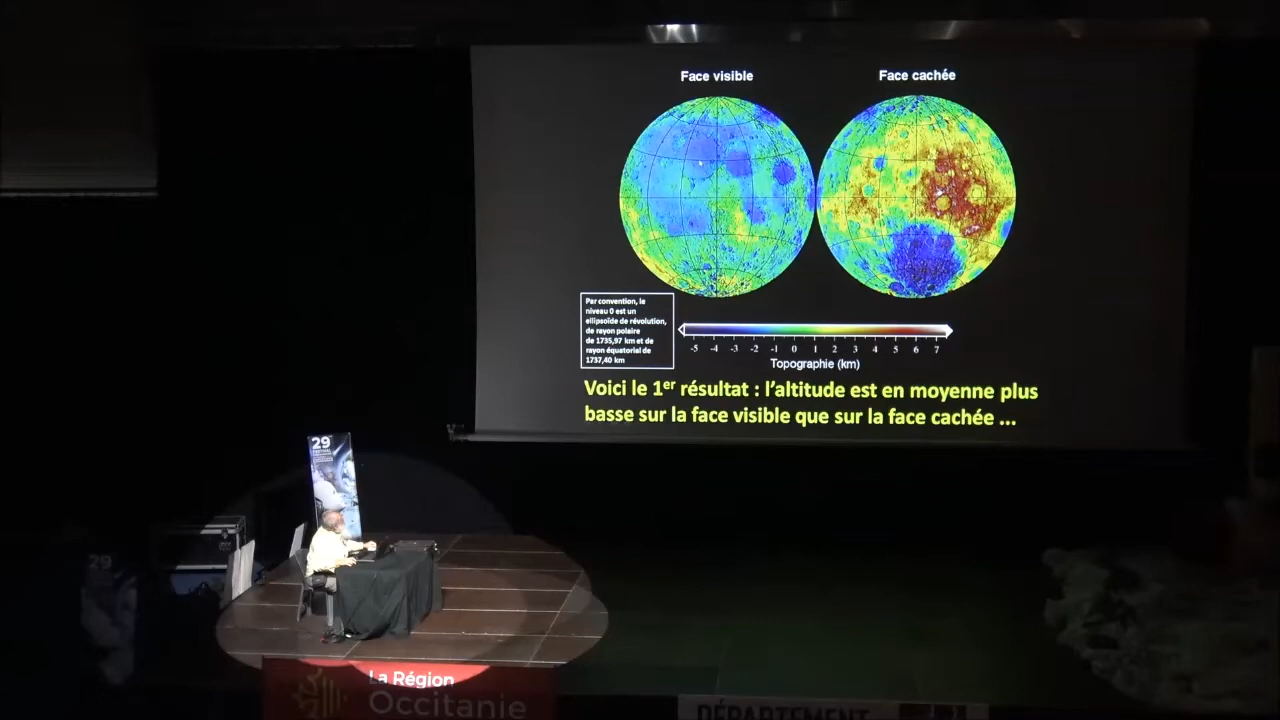 Face visible
Face cachée
Par convention, le
niveau 0 est un
ellipsoïde de révolution,
de rayon polaire
de 1735,97 km et de
rayon équatorial de
1737,40 km
-5 -4 -3 -2 -1 0 1 2 3 4 5 6 7
Topographie (km)
Voici le 1er résultat : l'altitude est en moyenne plus
basse sur la face visible que sur la face cachée ...
29
FESTIVAL
29
La Région
Occitanie
DÉPARTEMENT